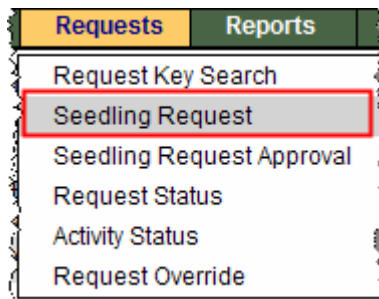 Requests Reports
Request Key Search
Seedling Request
Seedling Request Approval
Request Status
Activity Status
Request Override